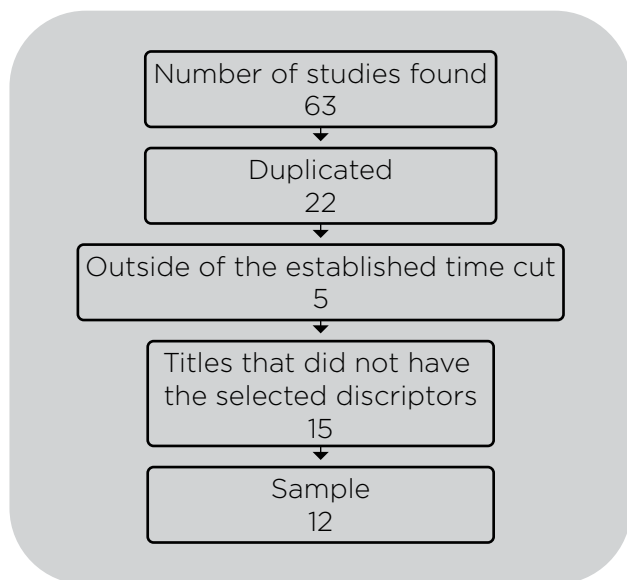 Number of studies found
63
Duplicated
22
Outside of the established time cut
5
Titles that did not have
the selected discriptors
15
Sample
12